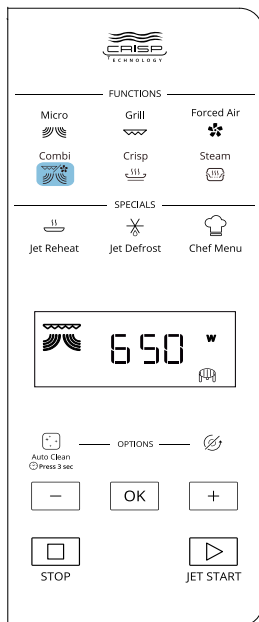 CRISP
TECHNOLOGY
FUNCTIONS
Micro Grill Forced Air
Combi Crisp Steam
SPECIALS
Jet Reheat Jet Defrost Chef Menu
650 W
OPTIONS
Auto Clean
Press 3 sec
− OK +
STOP JET START